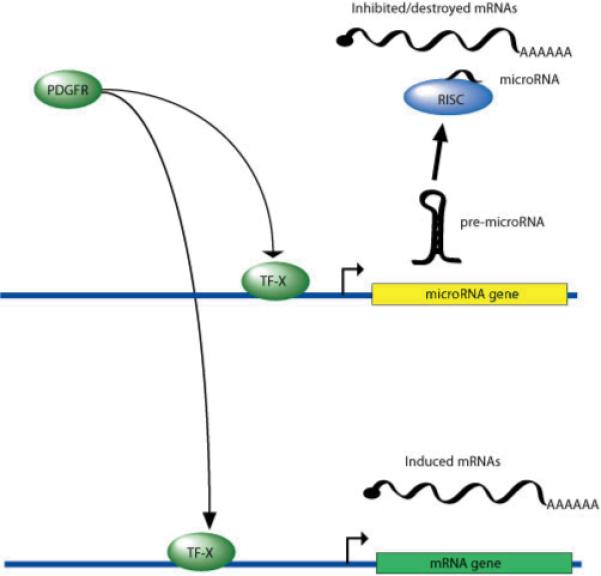 Inhibited/destroyed mRNAs
AAAAAA
microRNA
PDGFR
RISC
pre-microRNA
TF-X
microRNA gene
Induced mRNAs
AAAAAA
TF-X
mRNA gene